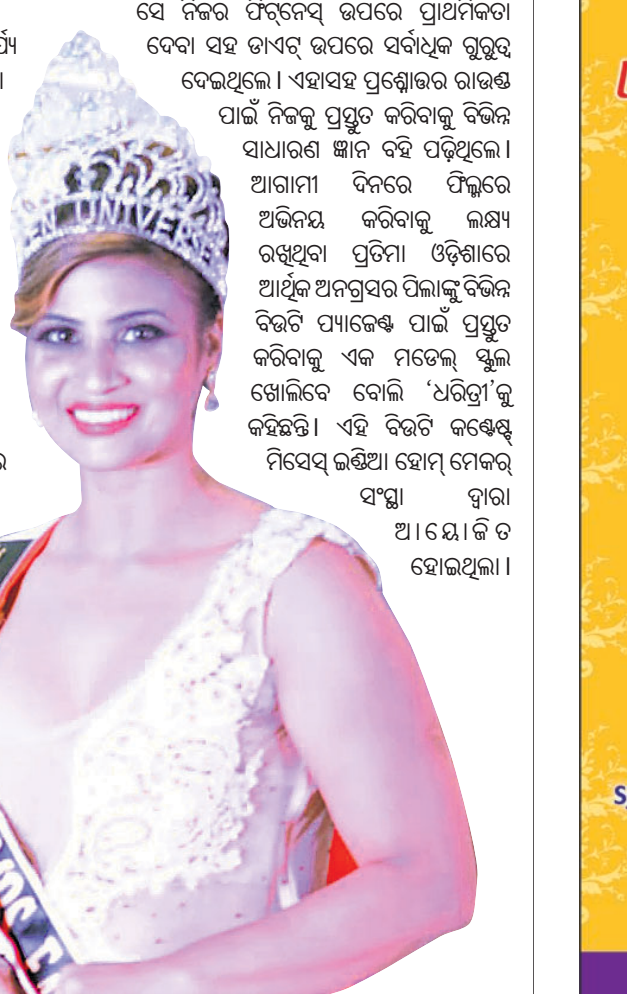 ସେ ନିଜର ଫିଟ୍‌ନେସ୍ ଉପରେ ପ୍ରାଥମିକତା
ଦେବା ସହ ଡାଏଟ୍ ଉପରେ ସର୍ବାଧିକ ଗୁରୁତ୍ୱ
ଦେଇଥିଲେ । ଏହାସହ ପ୍ରଶ୍ନୋତ୍ତର ରାଉଣ୍ଡ
ପାଇଁ ନିଜକୁ ପ୍ରସ୍ତୁତ କରିବାକୁ ବିଭିନ୍ନ
ସାଧାରଣ ଜ୍ଞାନ ବହି ପଢ଼ିଥିଲେ ।
ଆଗାମୀ ଦିନରେ ଫିଲ୍ମରେ
ଅଭିନୟ କରିବାକୁ ଲକ୍ଷ୍ୟ
ରଖିଥିବା ପ୍ରତିମା ଓଡ଼ିଶାରେ
ଆର୍ଥିକ ଅନଗ୍ରସର ପିଲାଙ୍କୁ ବିଭିନ୍ନ
ବିଉଟି ପ୍ୟାଜେଣ୍ଟ ପାଇଁ ପ୍ରସ୍ତୁତ
କରିବାକୁ ଏକ ମଡେଲ୍ ସ୍କୁଲ
ଖୋଲିବେ ବୋଲି ‘ଧରିତ୍ରୀ’କୁ
କହିଛନ୍ତି । ଏହି ବିଉଟି କଣ୍ଟେଷ୍ଟ୍
ମିସେସ୍ ଇଣ୍ଡିଆ ହୋମ୍ ମେକର୍
ସଂସ୍ଥା ଦ୍ୱାରା
ଆୟୋଜିତ
ହୋଇଥିଲା ।
UNIVERSE